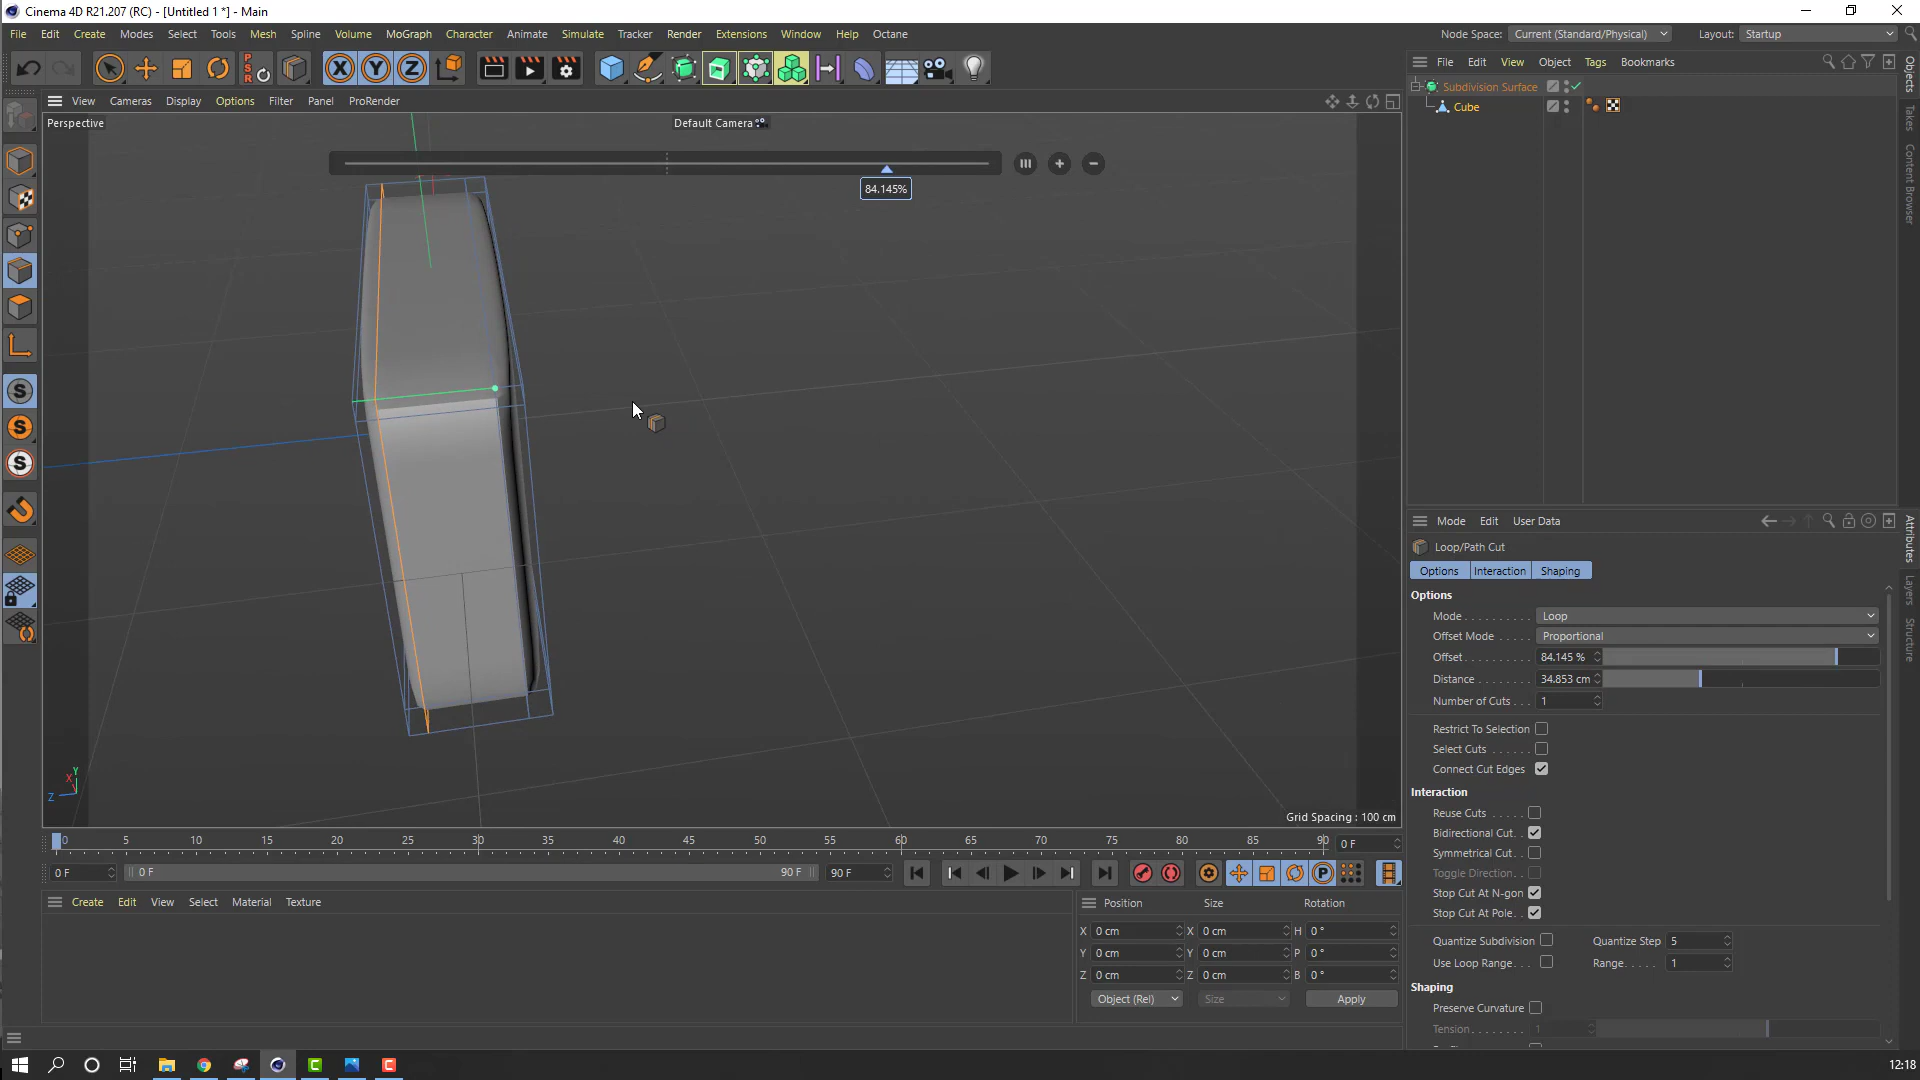 Cinema 4D R21.207 (RC) - [Untitled 1 *] - Main
File Edit Create Modes Select Tools Mesh Spline Volume MoGraph Character Animate Simulate Tracker Render Extensions Window Help Octane Node Space: Current (Standard/Physical) Layout: Startup
PSR X Y Z
File Edit View Object Tags Bookmarks
View Cameras Display Options Filter Panel ProRender
Perspective Default Camera
Subdivision Surface
Cube
84.145%
Objects
Takes
Content Browser
Mode Edit User Data
Loop/Path Cut
Options Interaction Shaping
Options
Mode . . . . . . . . . . Loop
Offset Mode . . . . . Proportional
Offset . . . . . . . . . . 84.145 %
Distance . . . . . . . . 34.853 cm
Number of Cuts . . . 1
Restrict To Selection
Select Cuts . . . . . .
Connect Cut Edges
Interaction
Reuse Cuts . . . . .
Bidirectional Cut. .
Symmetrical Cut . .
Toggle Direction. .
Stop Cut At N-gon
Stop Cut At Pole . .
Quantize Subdivision Quantize Step 5
Use Loop Range . . . Range. . . . . 1
Shaping
Preserve Curvature
Tension. . . . . . . . 1
Attributes
Layers
Structure
Y
X
Z
Grid Spacing : 100 cm
0 5 10 15 20 25 30 35 40 45 50 55 60 65 70 75 80 85 90 0 F
0 F 0 F 90 F 90 F P
Create Edit View Select Material Texture
Position Size Rotation
X 0 cm X 0 cm H 0 °
Y 0 cm Y 0 cm P 0 °
Z 0 cm Z 0 cm B 0 °
Object (Rel) Size Apply
12:18